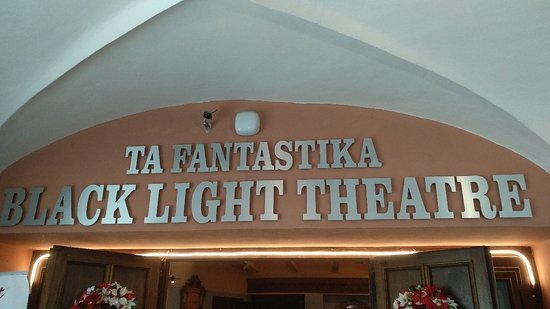 TA FANTASTIKA
BLACK LIGHT THEATRE